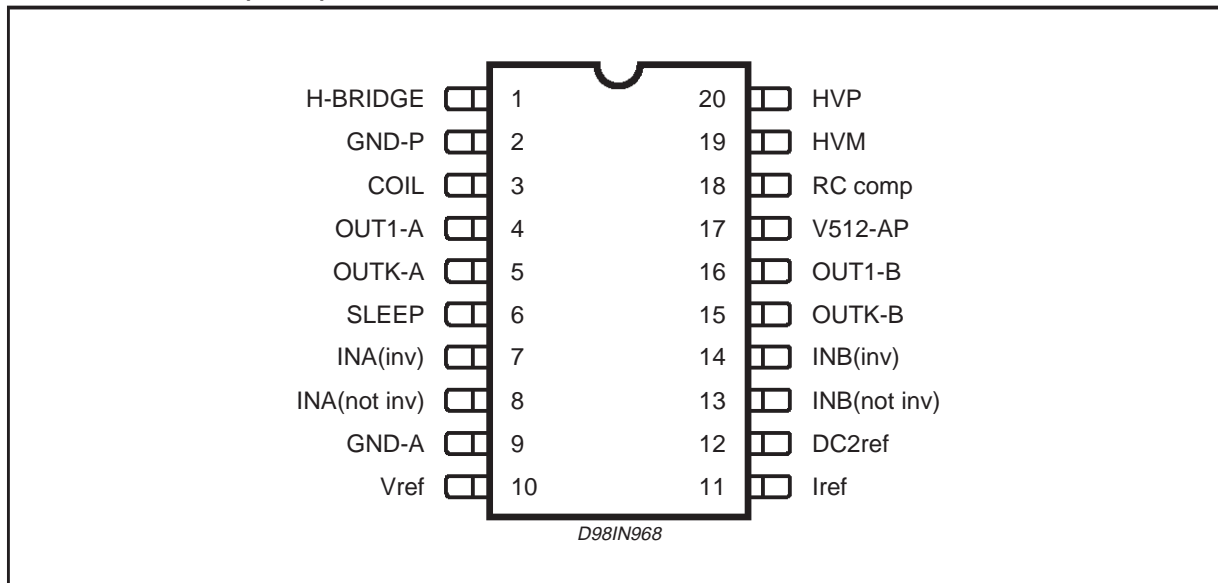 H-BRIDGE 1 20 HVP
GND-P 2 19 HVM
COIL 3 18 RC comp
OUT1-A 4 17 V512-AP
OUTK-A 5 16 OUT1-B
SLEEP 6 15 OUTK-B
INA(inv) 7 14 INB(inv)
INA(not inv) 8 13 INB(not inv)
GND-A 9 12 DC2ref
Vref 10 11 Iref
D98IN968